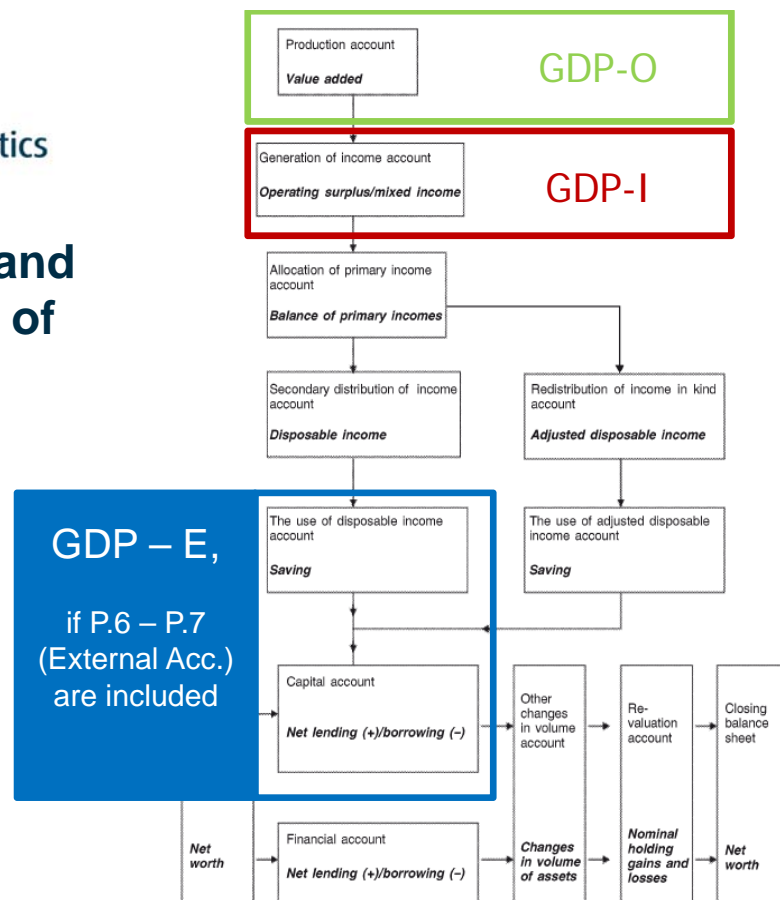 Production account
Value added
GDP-O
tics
Generation of income account
Operating surplus/mixed income
GDP-I
and
of
Allocation of primary income
account
Balance of primary incomes
Secondary distribution of income
account
Disposable income
Redistribution of income in kind
account
Adjusted disposable income
GDP – E,
if P.6 – P.7
(External Acc.)
are included
The use of disposable income
account
Saving
The use of adjusted disposable
income account
Saving
Capital account
Net lending (+)/borrowing (–)
Other
changes
in volume
account
Re-
valuation
account
Closing
balance
sheet
Net
worth
Financial account
Net lending (+)/borrowing (–)
Changes
in volume
of assets
Nominal
holding
gains and
losses
Net
worth